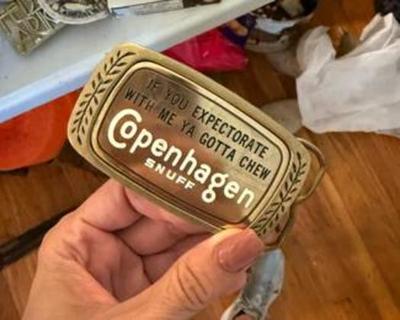 IF YOU EXPECTORATE
WITH ME YA GOTTA CHEW
Copenhagen
SNUFF